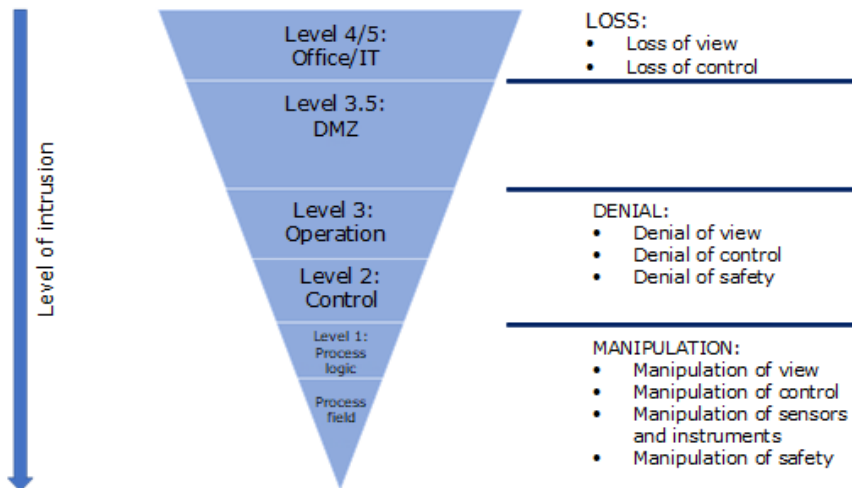 Level of intrusion
Level 4/5:
Office/IT
Level 3.5:
DMZ
Level 3:
Operation
Level 2:
Control
Level 1:
Process
logic
Process
field
LOSS:
• Loss of view
• Loss of control
DENIAL:
• Denial of view
• Denial of control
• Denial of safety
MANIPULATION:
• Manipulation of view
• Manipulation of control
• Manipulation of sensors
and instruments
• Manipulation of safety